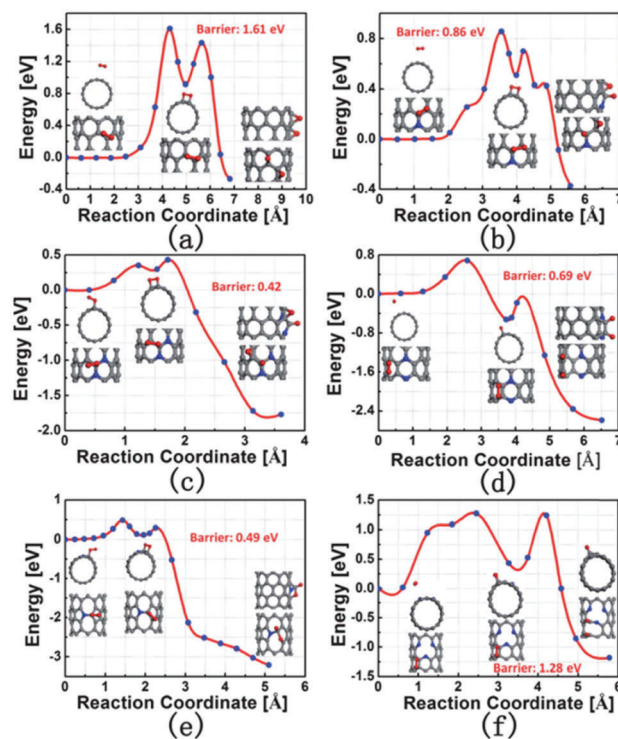 Barrier: 1.61 eV
Energy [eV]
1.6
1.2
0.8
0.4
0.0
-0.4
0 1 2 3 4 5 6 7 8 9 10
Reaction Coordinate [Å]
(a)
Barrier: 0.86 eV
Energy [eV]
0.8
0.4
0.0
-0.4
0 1 2 3 4 5 6 7
Reaction Coordinate [Å]
(b)
Barrier: 0.42
Energy [eV]
0.5
0.0
-0.5
-1.0
-1.5
-2.0
0 1 2 3 4
Reaction Coordinate [Å]
(c)
Barrier: 0.69 eV
Energy [eV]
0.8
0.0
-0.8
-1.6
-2.4
0 1 2 3 4 5 6 7
Reaction Coordinate [Å]
(d)
Barrier: 0.49 eV
Energy [eV]
1
0
-1
-2
-3
0 1 2 3 4 5 6
Reaction Coordinate [Å]
(e)
Energy [eV]
1.5
1.0
0.5
0.0
-0.5
-1.0
-1.5
Barrier: 1.28 eV
0 1 2 3 4 5 6
Reaction Coordinate [Å]
(f)